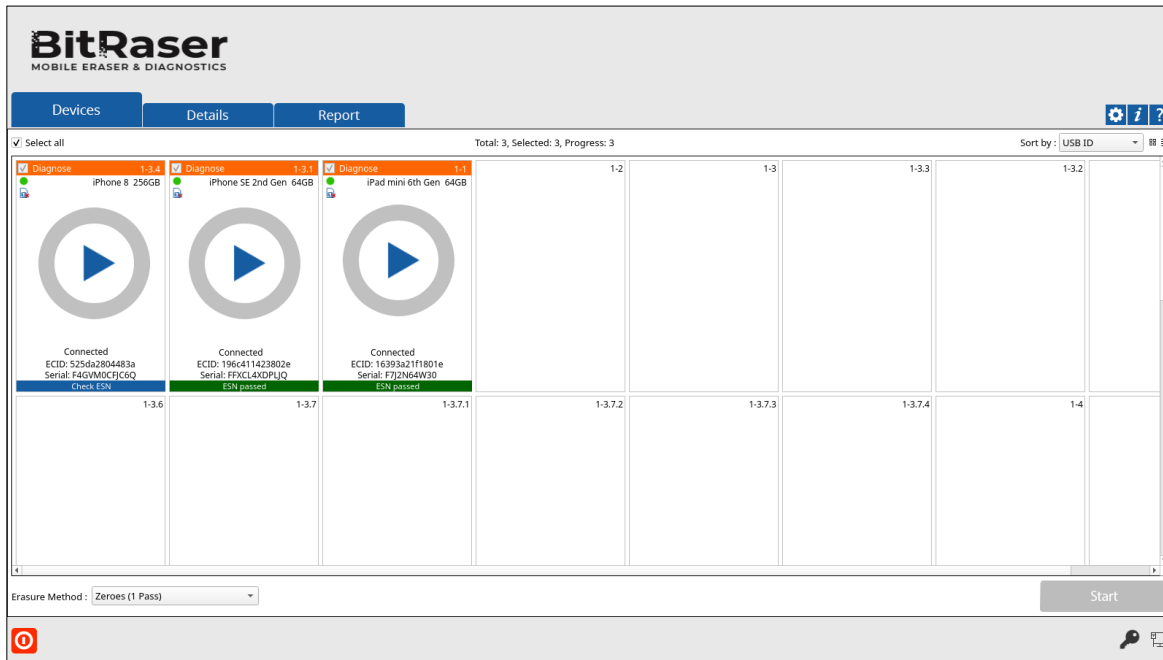 BitRaser
MOBILE ERASER & DIAGNOSTICS
Devices
Details
Report
i
?
Select all
Total: 3, Selected: 3, Progress: 3
Sort by : USB ID
Diagnose 1-3.4
iPhone 8 256GB
Connected
ECID: 525da2804483a
Serial: F4GVM0CFJC6Q
Check ESN
Diagnose 1-3.1
iPhone SE 2nd Gen 64GB
Connected
ECID: 196c411423802e
Serial: FFXCL4XDPLJQ
ESN passed
Diagnose 1-1
iPad mini 6th Gen 64GB
Connected
ECID: 16393a21f1801e
Serial: F7J2N64W30
ESN passed
1-2
1-3
1-3.3
1-3.2
1-3.6
1-3.7
1-3.7.1
1-3.7.2
1-3.7.3
1-3.7.4
1-4
Erasure Method : Zeroes (1 Pass)
Start